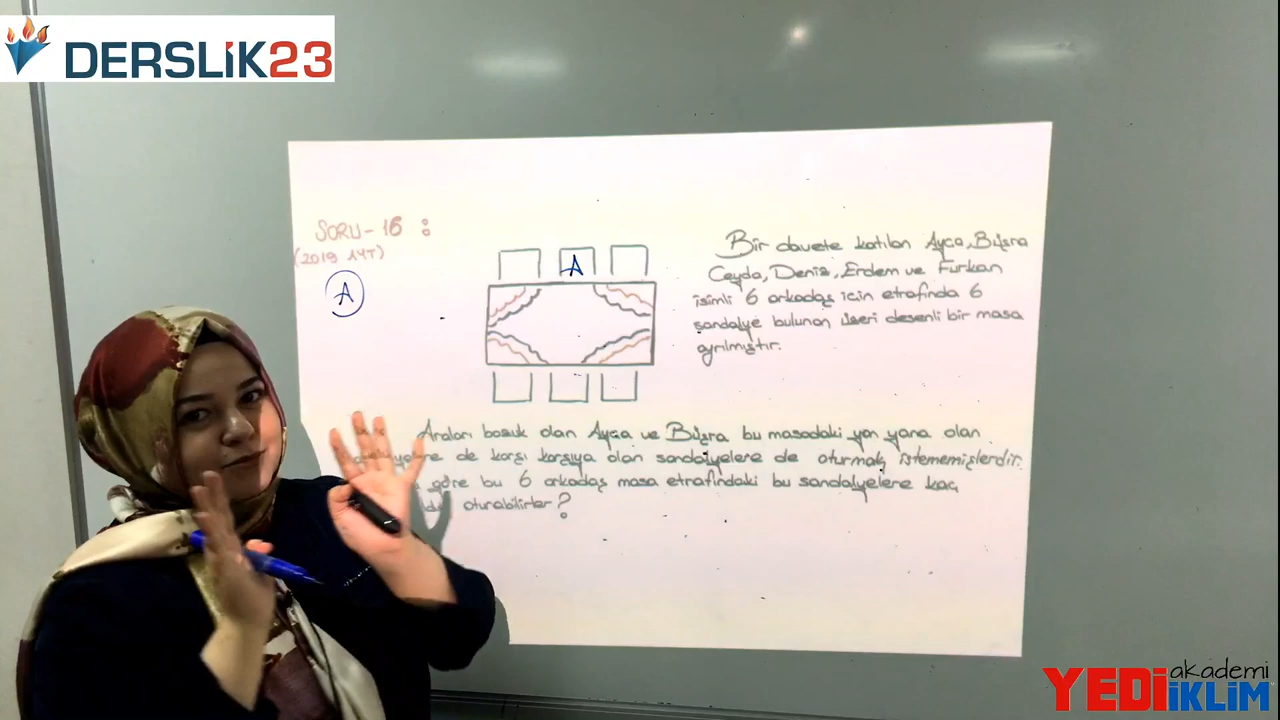 DERSLİK23
SORU-16 :
(2019 AYT)
A
A
Bir davete katılan Ayça, Büşra
Ceyda, Deniz, Erdem ve Furkan
isimli 6 arkadaş için etrafında 6
sandalye bulunan üzeri desenli bir masa
ayrılmıştır.
Araları bozuk olan Ayça ve Büşra bu masadaki yan yana olan
de karşı karşıya olan sandalyelere de oturmak istememişlerdir.
göre bu 6 arkadaş masa etrafındaki bu sandalyelere kaç
oturabilirler?
YEDİ akademi
İKLİM